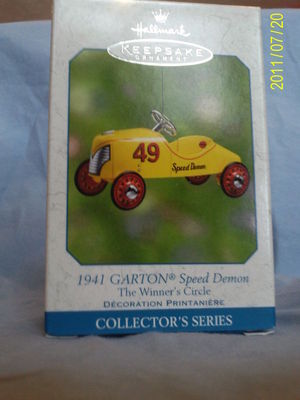 2011/07/20
Hallmark
KEEPSAKE
ORNAMENT
49
Speed Demon
1941 GARTON® Speed Demon
The Winner's Circle
DÉCORATION PRINTANIÈRE
COLLECTOR'S SERIES